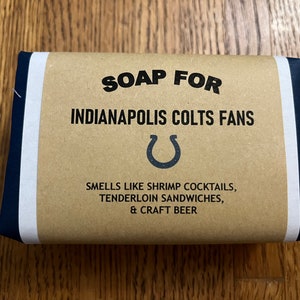 SOAP FOR
INDIANAPOLIS COLTS FANS
SMELLS LIKE SHRIMP COCKTAILS,
TENDERLOIN SANDWICHES,
& CRAFT BEER